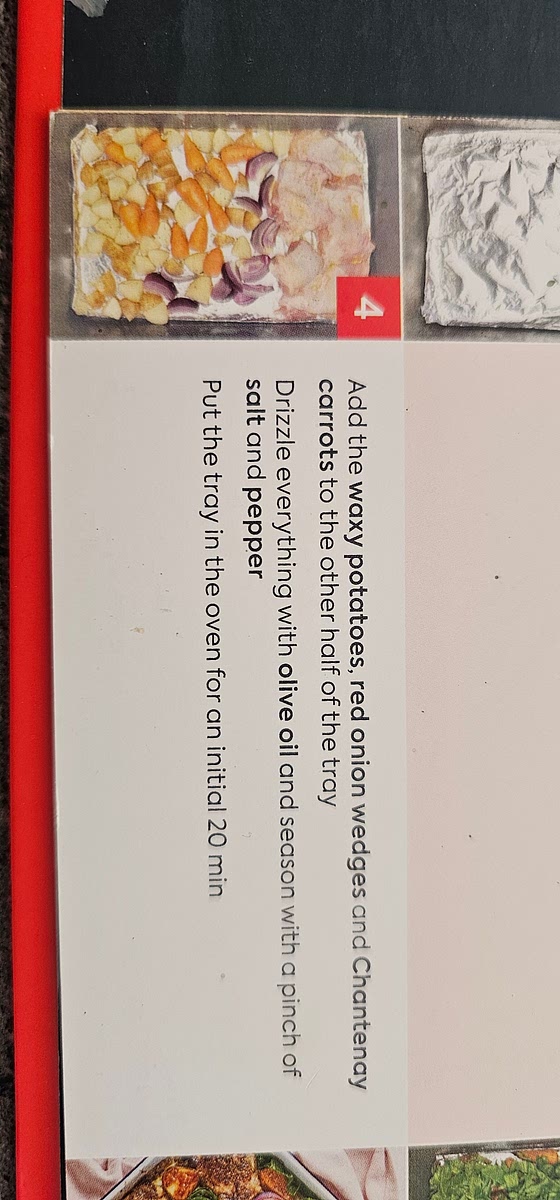 4
Add the waxy potatoes, red onion wedges and Chantenay
carrots to the other half of the tray
Drizzle everything with olive oil and season with a pinch of
salt and pepper
Put the tray in the oven for an initial 20 min